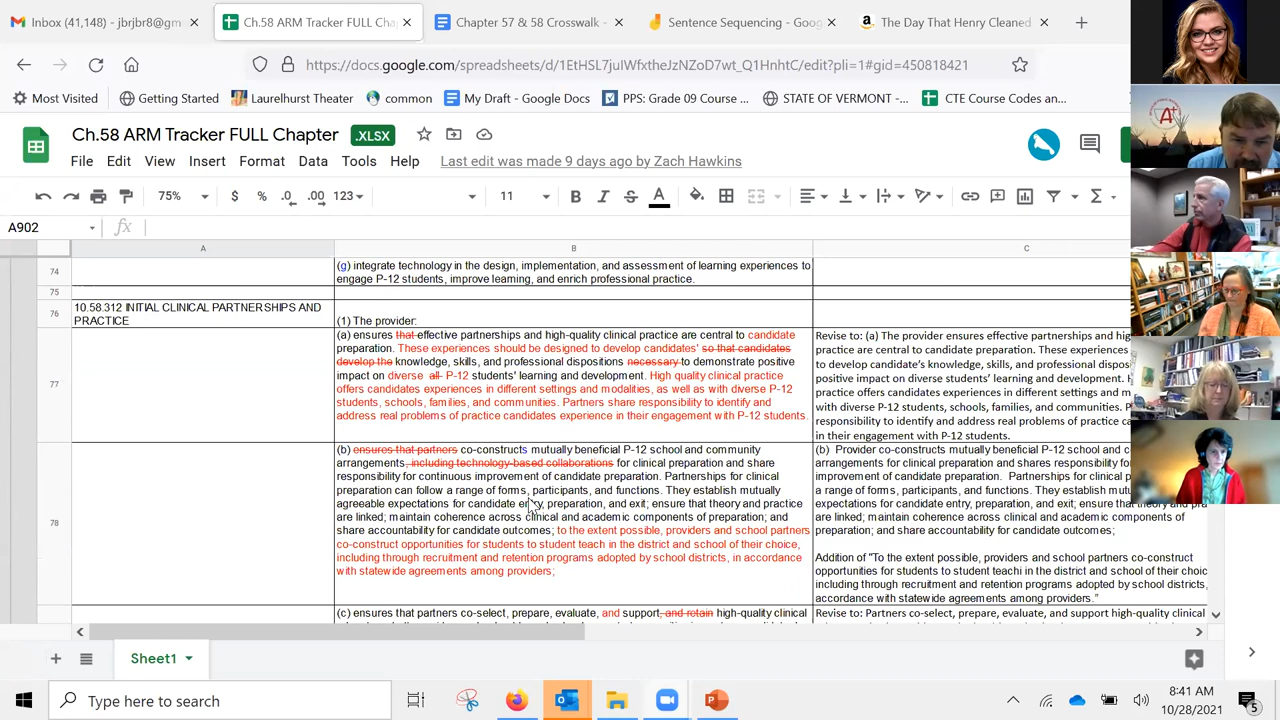 Inbox (31,148) - jbrjbr8@gm
Ch.58 ARM Tracker FULL Chap
Chapter 57 & 58 Crosswalk -
Sentence Sequencing -
The Day That Henry Cleaned
https://docs.google.com/spreadsheets/d/1EtHSL7juIWfxtheJzNZoD7wt_Q1HnhtC/edit?pli=1#gid=450818421
Most Visited
Getting Started
Laurelhurst Theater
common
My Draft - Google Docs
PPS: Grade 09 Course ...
STATE OF VERMONT -...
CTE Course Codes an...
Ch.58 ARM Tracker FULL Chapter
.XLSX
File Edit View Insert Format Data Tools Help
Last edit was made 9 days ago by Zach Hawkins
75% $ % .0 .00 123 11 B I S A
A902 fx
A B C
74
(g) integrate technology in the design, implementation, and assessment of learning experiences to
engage P-12 students, improve learning, and enrich professional practice.
75
76
10.58.312 INITIAL CLINICAL PARTNERSHIPS AND
PRACTICE
(1) The provider:
77
(a) ensures that effective partnerships and high-quality clinical practice are central to candidate
preparation. These experiences should be designed to develop candidates' so that candidates
develop the knowledge, skills, and professional dispositions necessary to demonstrate positive
impact on diverse all P-12 students' learning and development. High quality clinical practice
offers candidates experiences in different settings and modalities, as well as with diverse P-12
students, schools, families, and communities. Partners share responsibility to identify and
address real problems of practice candidates experience in their engagement with P-12 students.
Revise to: (a) The provider ensures effective partnerships and hig
practice are central to candidate preparation. These experiences
to develop candidate's knowledge, skills, and professional dispos
positive impact on diverse P-12 students' learning and developme
clinical practice offers candidates experiences in different settings and m
with diverse P-12 students, schools, families, and communities. P
responsibility to identify and address real problems of practice ca
in their engagement with P-12 students.
78
(b) ensures that partners co-constructs mutually beneficial P-12 school and community
arrangements, including technology-based collaborations for clinical preparation and share
responsibility for continuous improvement of candidate preparation. Partnerships for clinical
preparation can follow a range of forms, participants, and functions. They establish mutually
agreeable expectations for candidate entry, preparation, and exit; ensure that theory and practice
are linked; maintain coherence across clinical and academic components of preparation; and
share accountability for candidate outcomes; to the extent possible, providers and school partners
co-construct opportunities for students to student teach in the district and school of their choice,
including through recruitment and retention programs adopted by school districts, in accordance
with statewide agreements among providers;
(b) Provider co-constructs mutually beneficial P-12 school and c
arrangements for clinical preparation and shares responsibility fo
improvement of candidate preparation. Partnerships for clinical p
a range of forms, participants, and functions. They establish mutu
expectations for candidate entry, preparation, and exit; ensure tha
are linked; maintain coherence across clinical and academic components of
preparation; and share accountability for candidate outcomes;
Addition of "To the extent possible, providers and school partners co-construct
opportunities for students to student teachi in the district and school of their choic
including through recruitment and retention programs adopted by school districts,
accordance with statewide agreements among providers."
(c) ensures that partners co-select, prepare, evaluate, and support, and retain high-quality clinical
Revise to: Partners co-select, prepare, evaluate, and support high-quality clinical
Sheet1
Type here to search
8:41 AM
10/28/2021
5